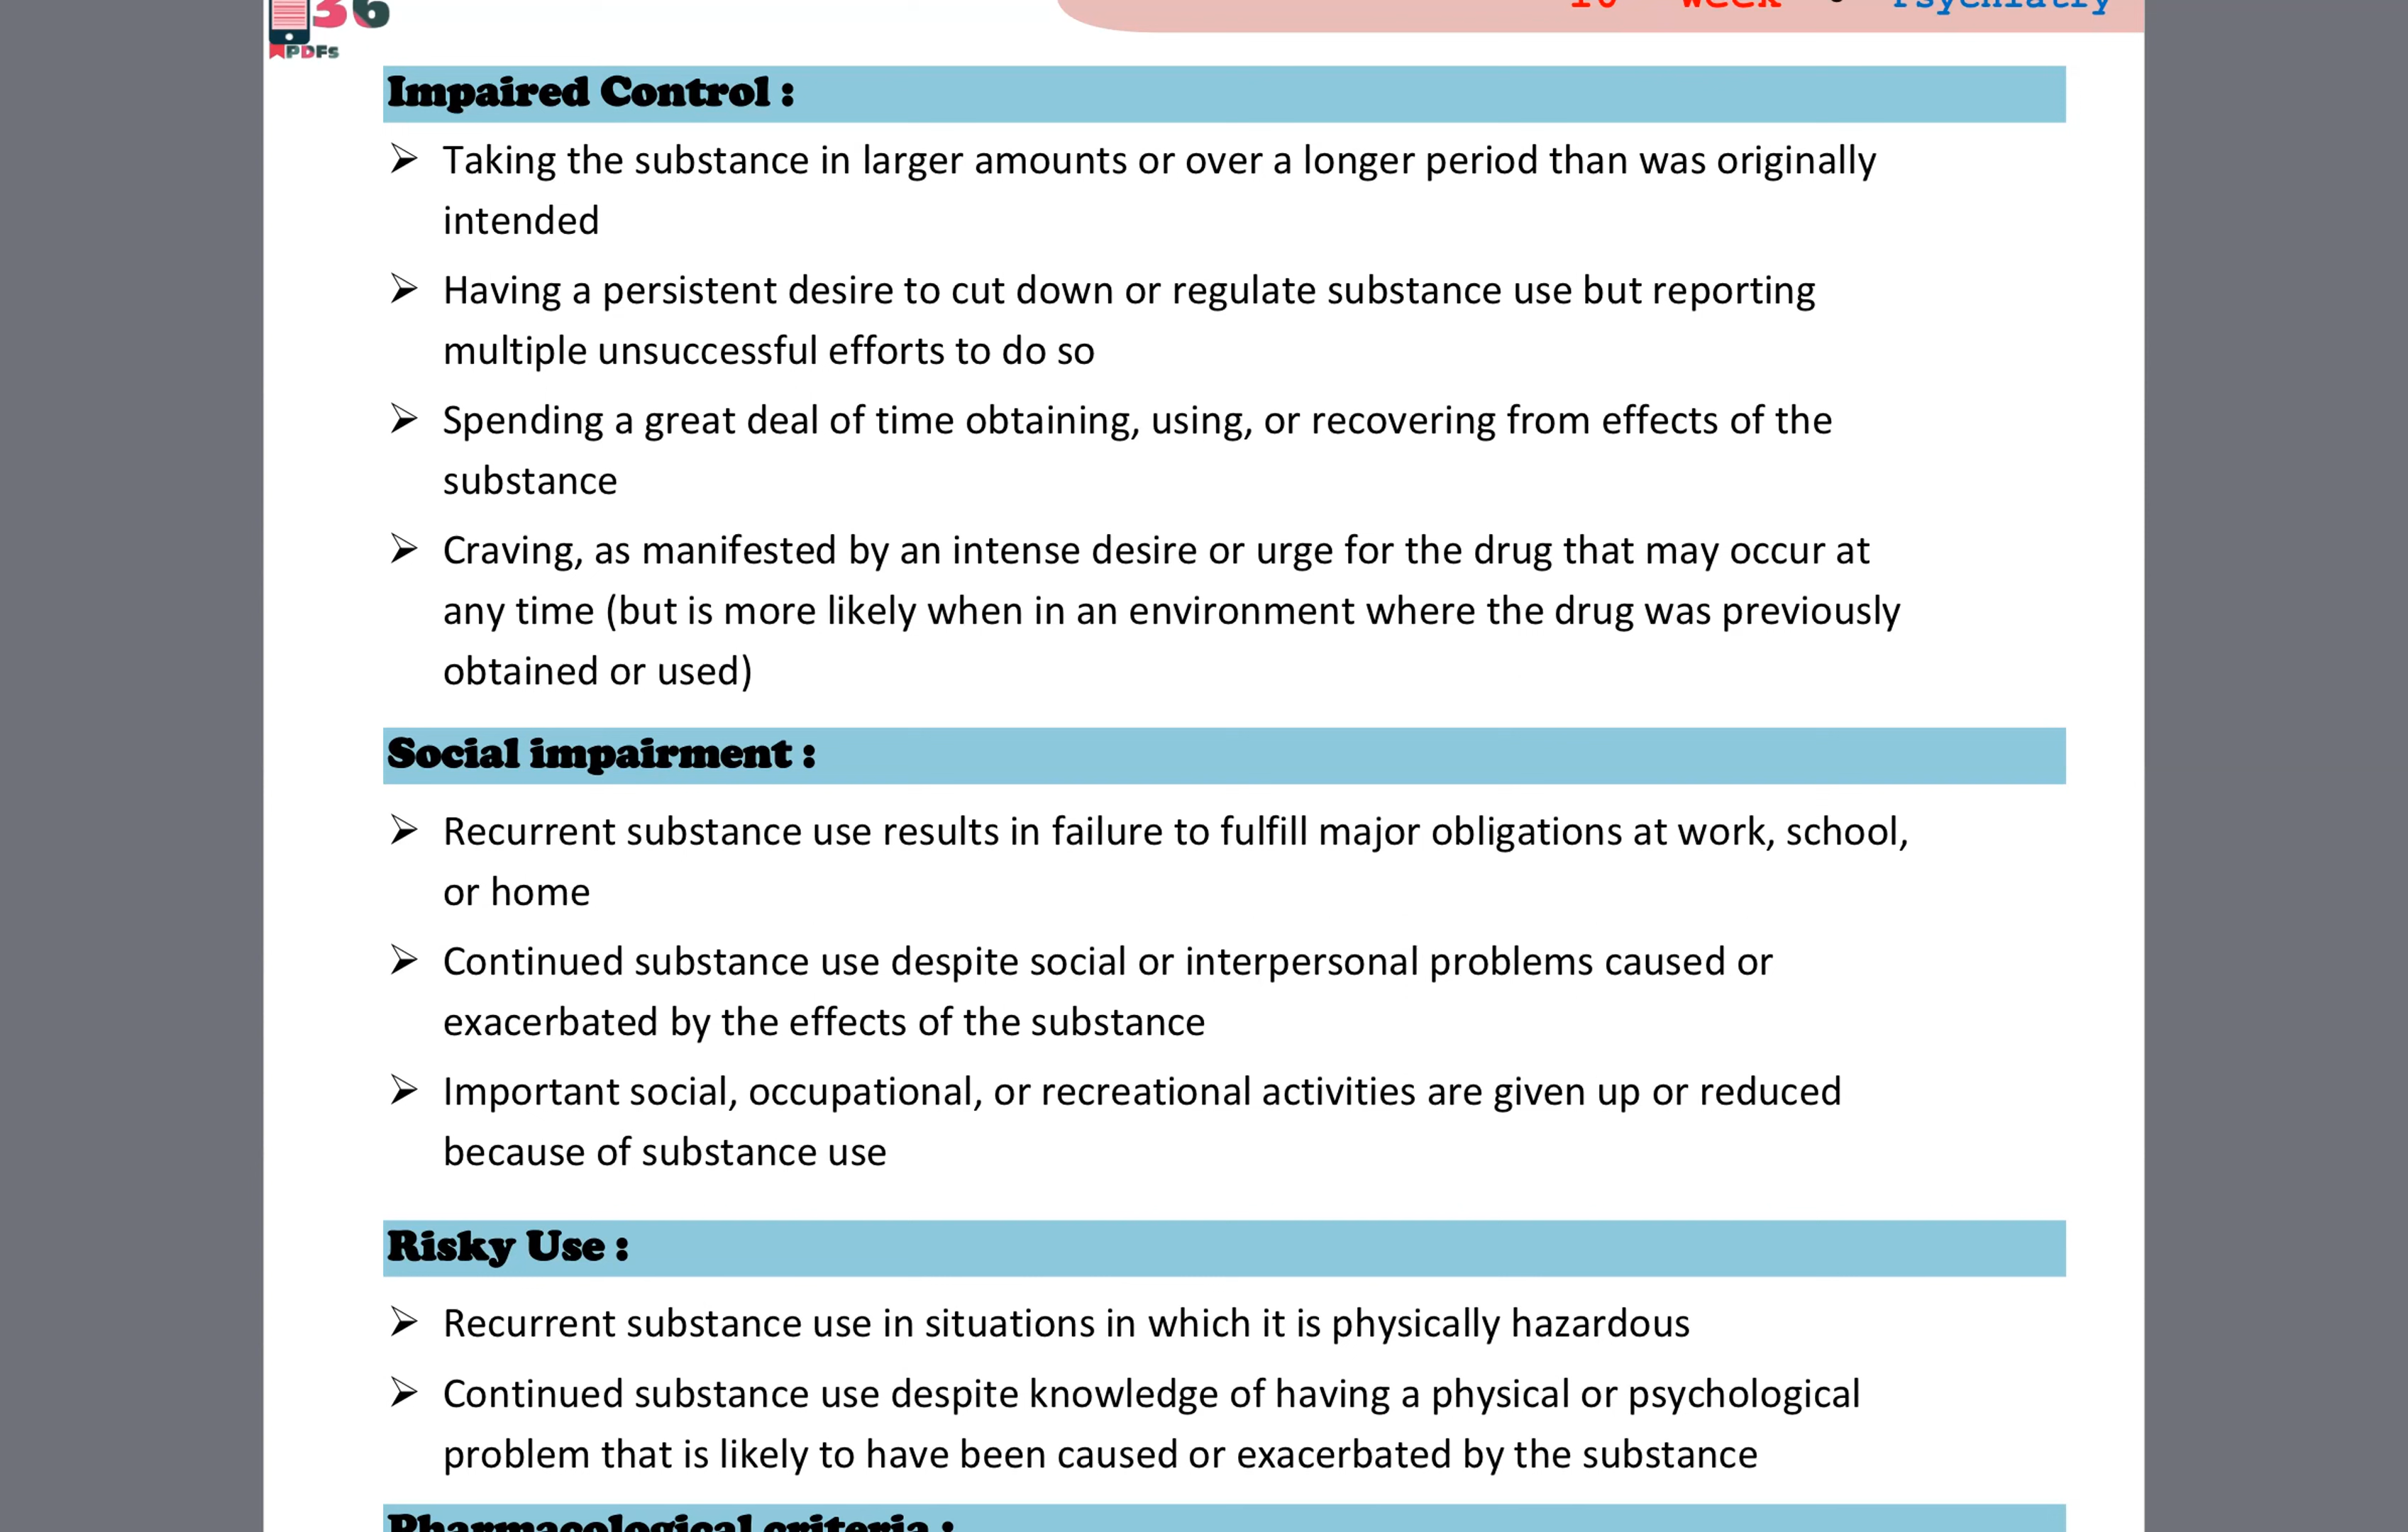 36
PDFs
Week Psychiatry
Impaired Control :
➢ Taking the substance in larger amounts or over a longer period than was originally
intended
➢ Having a persistent desire to cut down or regulate substance use but reporting
multiple unsuccessful efforts to do so
➢ Spending a great deal of time obtaining, using, or recovering from effects of the
substance
➢ Craving, as manifested by an intense desire or urge for the drug that may occur at
any time (but is more likely when in an environment where the drug was previously
obtained or used)
Social impairment :
➢ Recurrent substance use results in failure to fulfill major obligations at work, school,
or home
➢ Continued substance use despite social or interpersonal problems caused or
exacerbated by the effects of the substance
➢ Important social, occupational, or recreational activities are given up or reduced
because of substance use
Risky Use :
➢ Recurrent substance use in situations in which it is physically hazardous
➢ Continued substance use despite knowledge of having a physical or psychological
problem that is likely to have been caused or exacerbated by the substance
Pharmacological criteria :